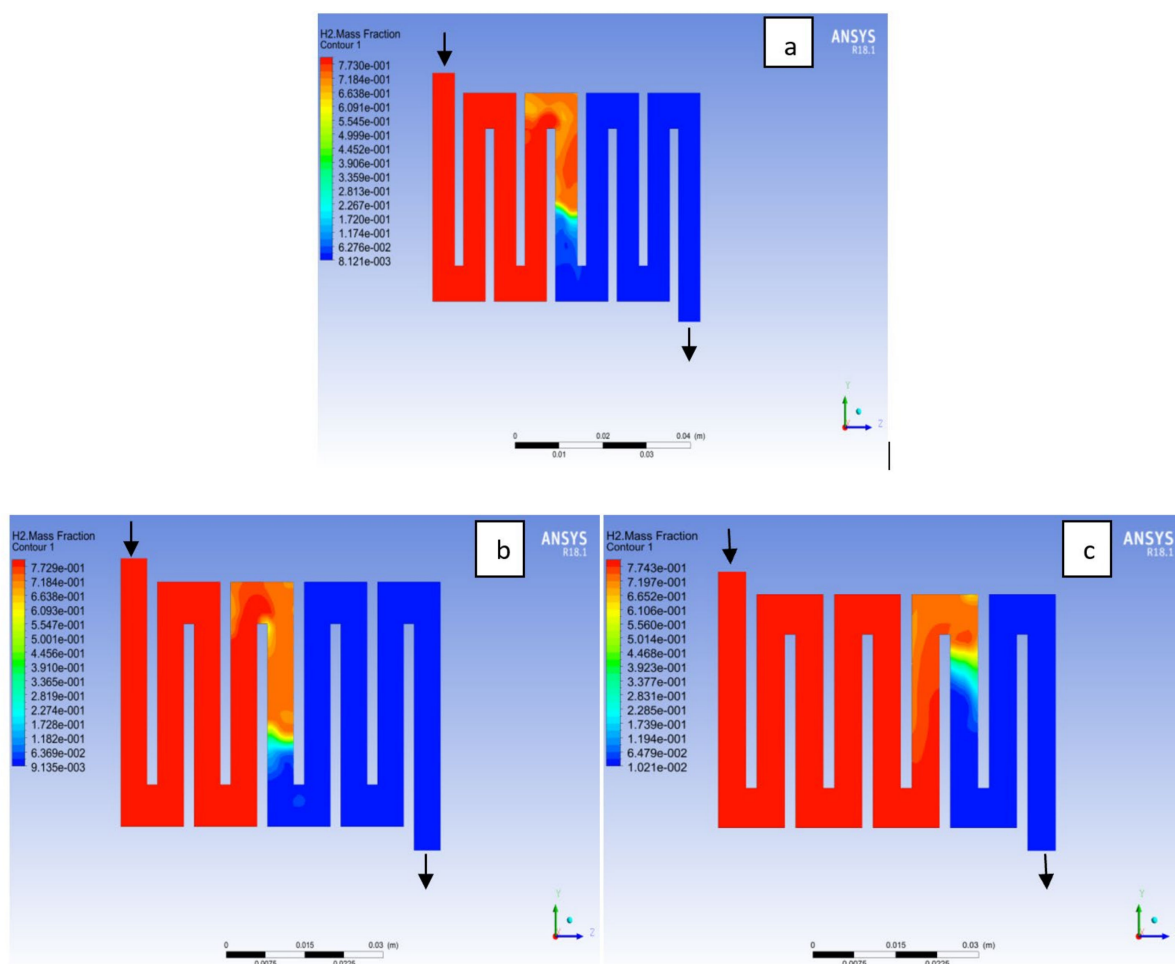 H2.Mass Fraction
Contour 1
7.730e-001
7.184e-001
6.638e-001
6.091e-001
5.545e-001
4.999e-001
4.452e-001
3.906e-001
3.359e-001
2.813e-001
2.267e-001
1.720e-001
1.174e-001
6.276e-002
8.121e-003
a
ANSYS
R18.1
Y
Z
0 0.02 0.04 (m)
0.01 0.03
H2.Mass Fraction
Contour 1
7.729e-001
7.184e-001
6.638e-001
6.093e-001
5.547e-001
5.001e-001
4.456e-001
3.910e-001
3.365e-001
2.819e-001
2.274e-001
1.728e-001
1.182e-001
6.369e-002
9.135e-003
b
ANSYS
R18.1
Y
Z
0 0.015 0.03 (m)
0.0075 0.0225
H2.Mass Fraction
Contour 1
7.743e-001
7.197e-001
6.652e-001
6.106e-001
5.560e-001
5.014e-001
4.468e-001
3.923e-001
3.377e-001
2.831e-001
2.285e-001
1.739e-001
1.194e-001
6.479e-002
1.021e-002
c
ANSYS
R18.1
Y
Z
0 0.015 0.03 (m)
0.0075 0.0225